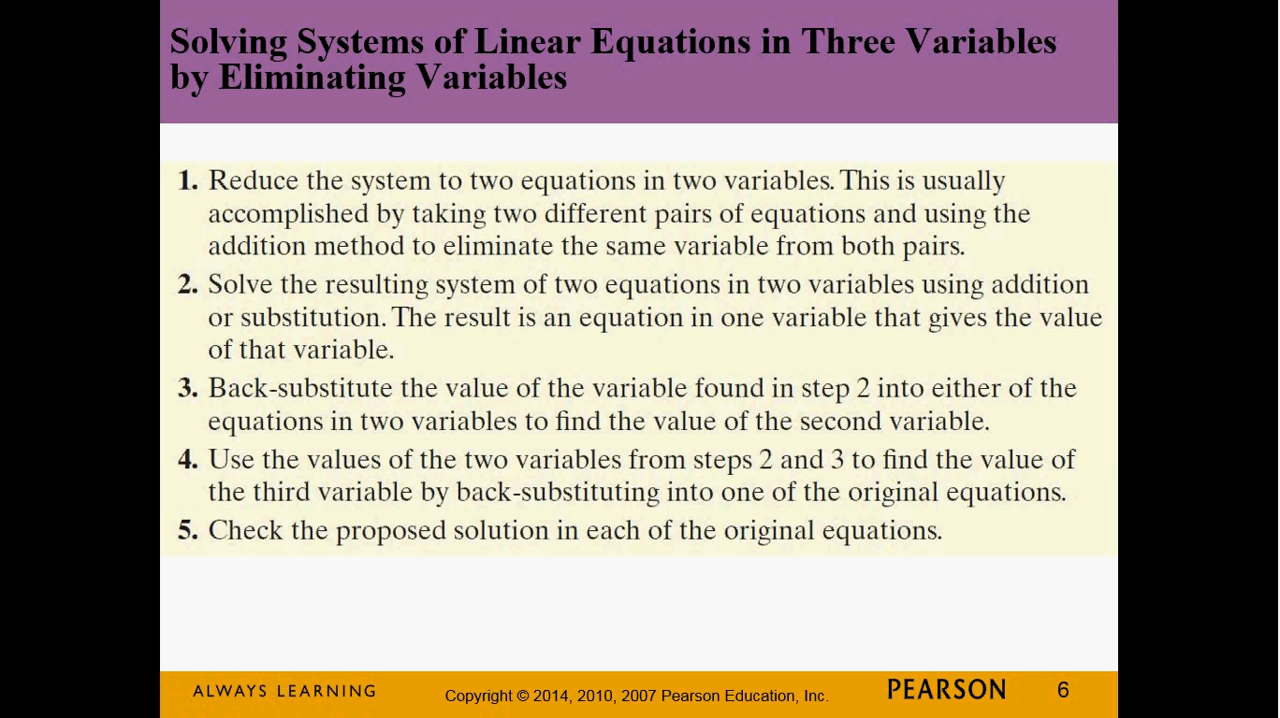 Solving Systems of Linear Equations in Three Variables
by Eliminating Variables
1. Reduce the system to two equations in two variables. This is usually
accomplished by taking two different pairs of equations and using the
addition method to eliminate the same variable from both pairs.
2. Solve the resulting system of two equations in two variables using addition
or substitution. The result is an equation in one variable that gives the value
of that variable.
3. Back-substitute the value of the variable found in step 2 into either of the
equations in two variables to find the value of the second variable.
4. Use the values of the two variables from steps 2 and 3 to find the value of
the third variable by back-substituting into one of the original equations.
5. Check the proposed solution in each of the original equations.
ALWAYS LEARNING
Copyright © 2014, 2010, 2007 Pearson Education, Inc.
PEARSON
6